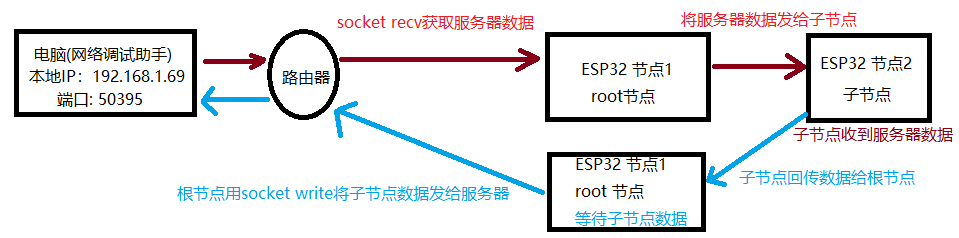 socket recv获取服务器数据
将服务器数据发给子节点
电脑(网络调试助手)
本地IP：192.168.1.69
端口: 50395
路由器
ESP32 节点1
root节点
ESP32 节点2
子节点
子节点收到服务器数据
ESP32 节点1
root 节点
等待子节点数据
子节点回传数据给根节点
根节点用socket write将子节点数据发给服务器